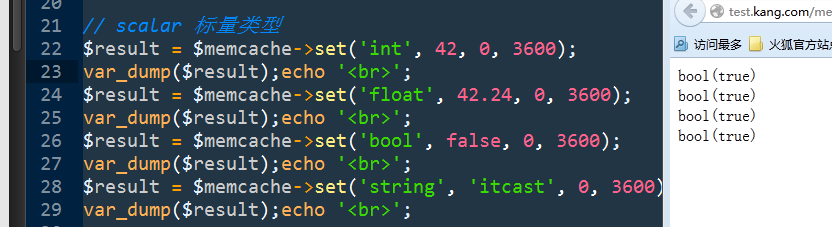 20
21 // scalar 标量类型
22 $result = $memcache->set('int', 42, 0, 3600);
23 var_dump($result);echo '<br>';
24 $result = $memcache->set('float', 42.24, 0, 3600);
25 var_dump($result);echo '<br>';
26 $result = $memcache->set('bool', false, 0, 3600);
27 var_dump($result);echo '<br>';
28 $result = $memcache->set('string', 'itcast', 0, 3600)
29 var_dump($result);echo '<br>';
test.kang.com/me
访问最多 火狐官方站点
bool(true)
bool(true)
bool(true)
bool(true)